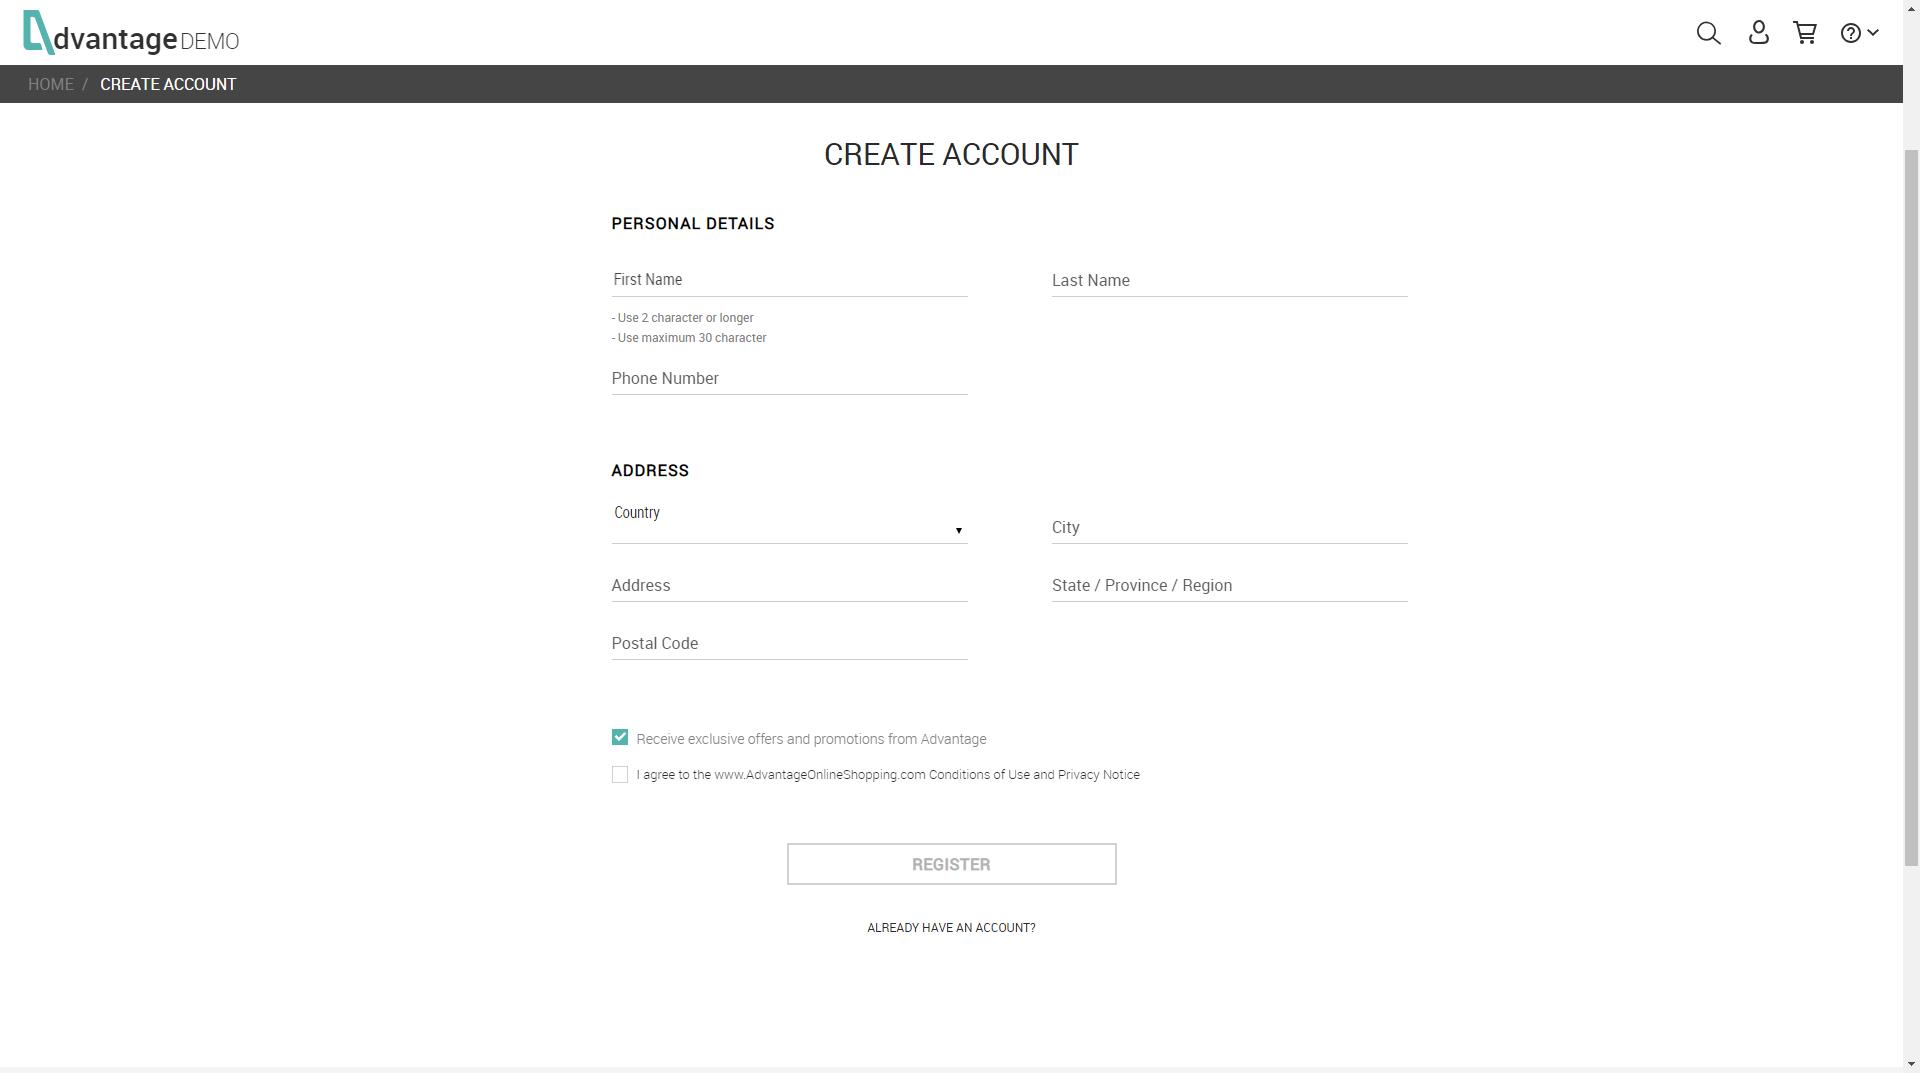 dvantage DEMO
HOME / CREATE ACCOUNT
CREATE ACCOUNT
PERSONAL DETAILS
First Name
Last Name
- Use 2 character or longer
- Use maximum 30 character
Phone Number
ADDRESS
Country
City
Address
State / Province / Region
Postal Code
Receive exclusive offers and promotions from Advantage
I agree to the www.AdvantageOnlineShopping.com Conditions of Use and Privacy Notice
REGISTER
ALREADY HAVE AN ACCOUNT?